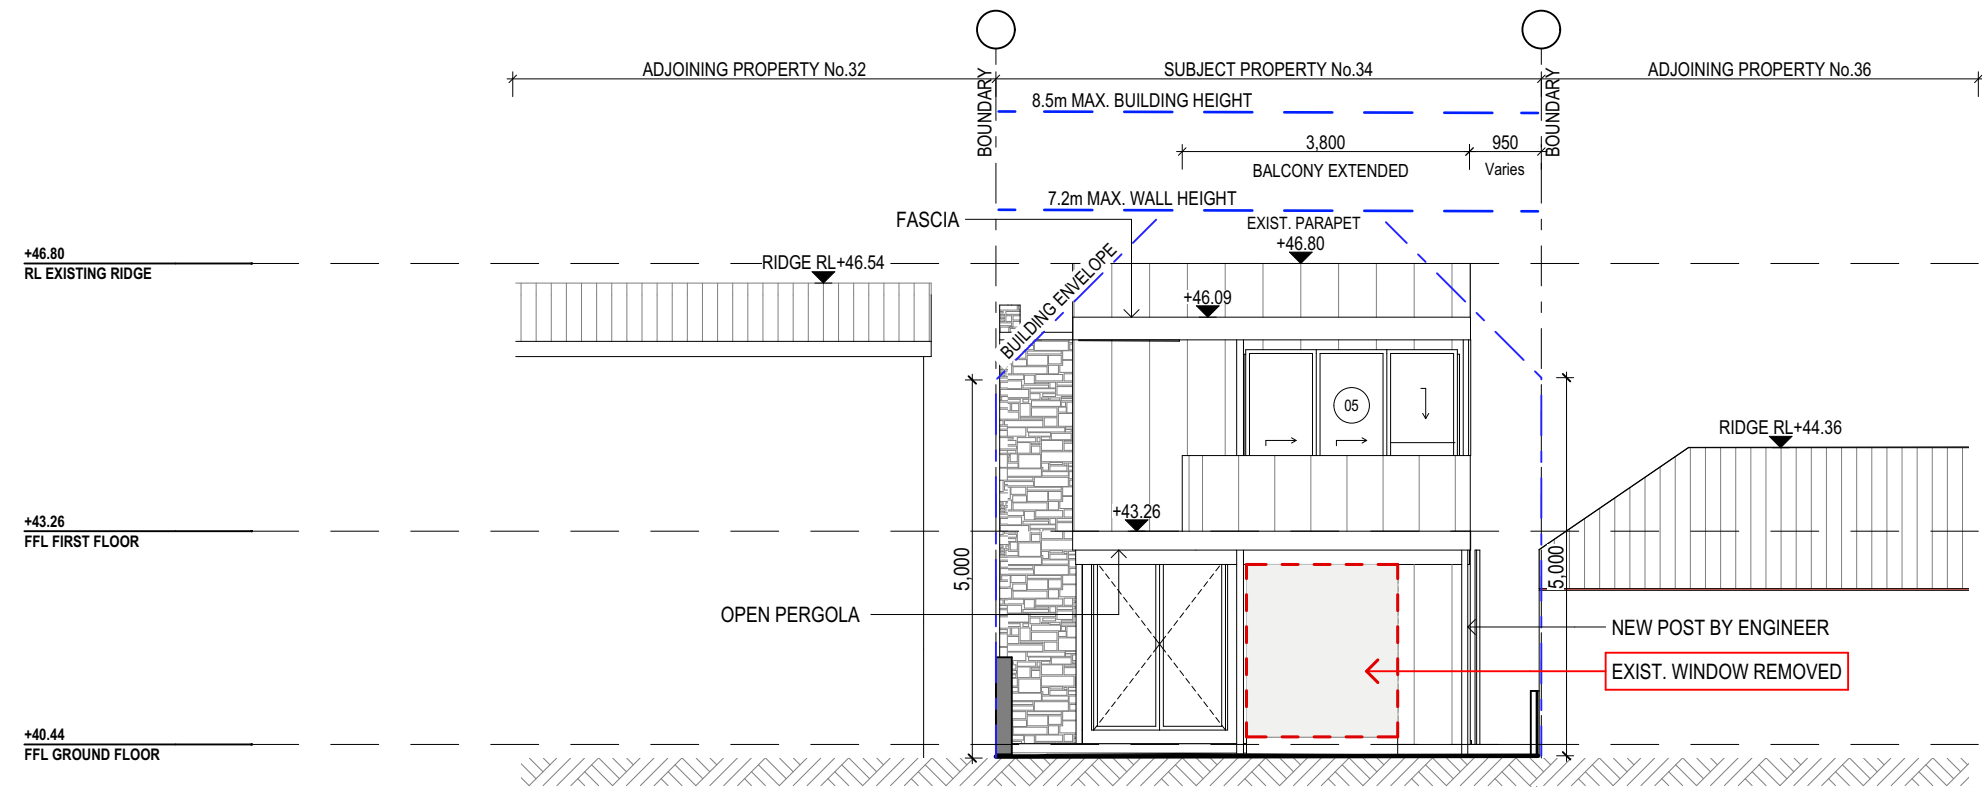 ADJOINING PROPERTY No.32
SUBJECT PROPERTY No.34
ADJOINING PROPERTY No.36
BOUNDARY
BOUNDARY
8.5m MAX. BUILDING HEIGHT
3,800
950
BALCONY EXTENDED
Varies
7.2m MAX. WALL HEIGHT
FASCIA
EXIST. PARAPET
+46.80
+46.80
RL EXISTING RIDGE
RIDGE RL+46.54
BUILDING ENVELOPE
+46.09
05
RIDGE RL+44.36
+43.26
+43.26
FFL FIRST FLOOR
5,000
5,000
OPEN PERGOLA
NEW POST BY ENGINEER
EXIST. WINDOW REMOVED
+40.44
FFL GROUND FLOOR